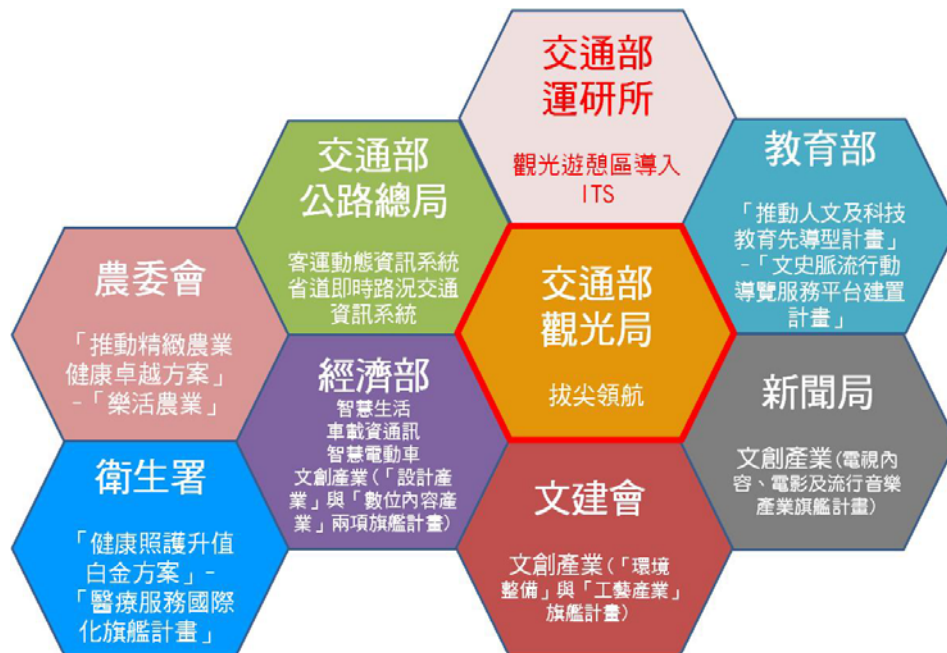 交通部
運研所
觀光遊憩區導入
ITS
交通部
公路總局
客運動態資訊系統
省道即時路況交通
資訊系統
教育部
「推動人文及科技
教育先導型計畫」
-「文史脈流行動
導覽服務平台建置
計畫」
農委會
「推動精緻農業
健康卓越方案」
-「樂活農業」
交通部
觀光局
拔尖領航
經濟部
智慧生活
車載資通訊
智慧電動車
文創產業(「設計產
業」與「數位內容產
業」兩項旗艦計畫)
新聞局
文創產業(電視內
容、電影及流行音樂
產業旗艦計畫)
衛生署
「健康照護升值
白金方案」-
「醫療服務國際
化旗艦計畫」
文建會
文創產業(「環境
整備」與「工藝產業」
旗艦計畫)